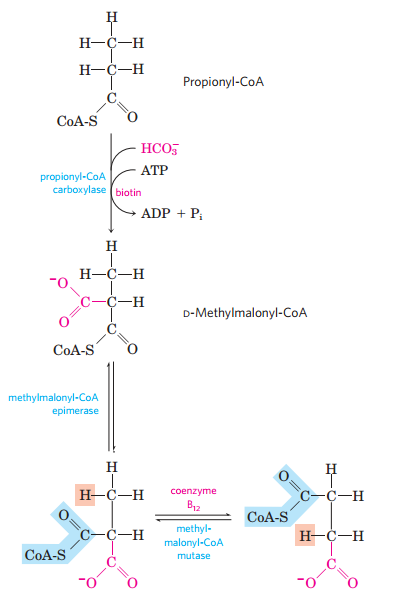 H
H–C–H
H–C–H
Propionyl-CoA
C
CoA-S O
HCO₃⁻
ATP
propionyl-CoA
carboxylase
biotin
ADP + Pᵢ
H
H–C–H
⁻O
C–C–H
D-Methylmalonyl-CoA
O
C
CoA-S O
methylmalonyl-CoA
epimerase
H
H–C–H
O
C–C–H
CoA-S
C
⁻O O
coenzyme
B₁₂
methyl-
malonyl-CoA
mutase
H
O
C–C–H
CoA-S
H–C–H
C
⁻O O